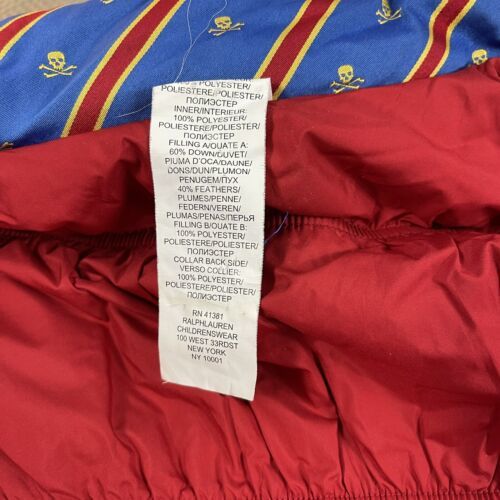 100% POLYESTER/
POLIESTERE/POLIESTER/
ПОЛИЭСТЕР
INNER/INTERIEUR:
100% POLYESTER/
POLIESTERE/POLIESTER/
ПОЛИЭСТЕР
FILLING A/OUATE A:
60% DOWN/DUVET/
PIUMA D'OCA/DAUNE/
DONS/DUN/PLUMON/
PENUGEM/ПУХ
40% FEATHERS/
PLUMES/PENNE/
FEDERN/VEREN/
PLUMAS/PENAS/ПЕРЬЯ
FILLING B/OUATE B:
100% POLYESTER/
POLIESTERE/POLIESTER/
ПОЛИЭСТЕР
COLLAR BACK SIDE/
VERSO COLLIER:
100% POLYESTER/
POLIESTERE/POLIESTER/
ПОЛИЭСТЕР
RN 41381
RALPHLAUREN
CHILDRENSWEAR
100 WEST 33RDST
NEW YORK
NY 10001